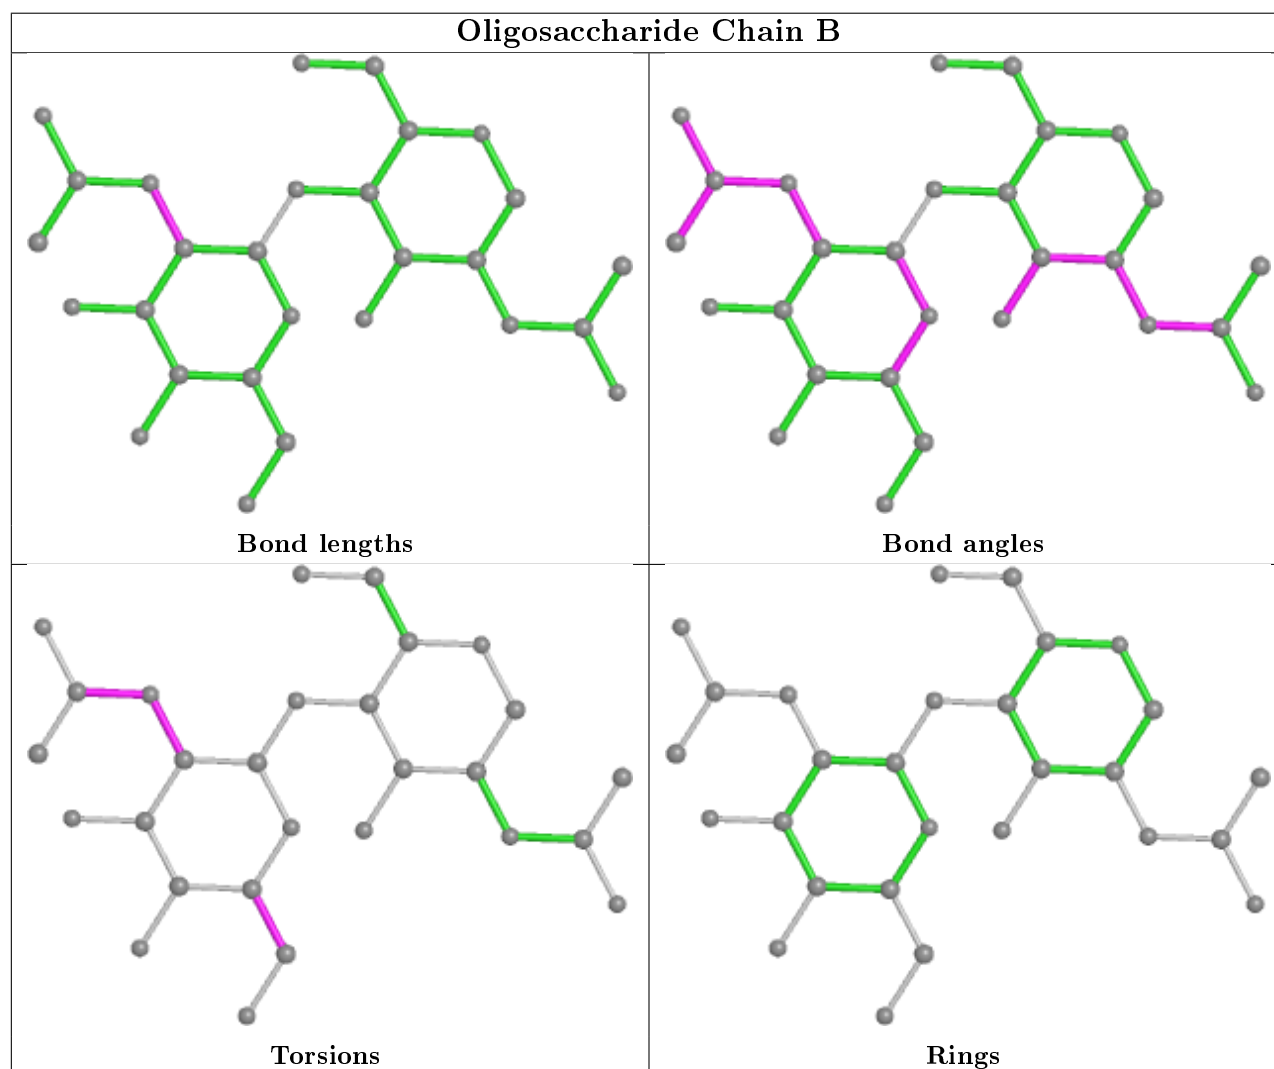 Oligosaccharide Chain B
Bond lengths
Bond angles
Torsions
Rings